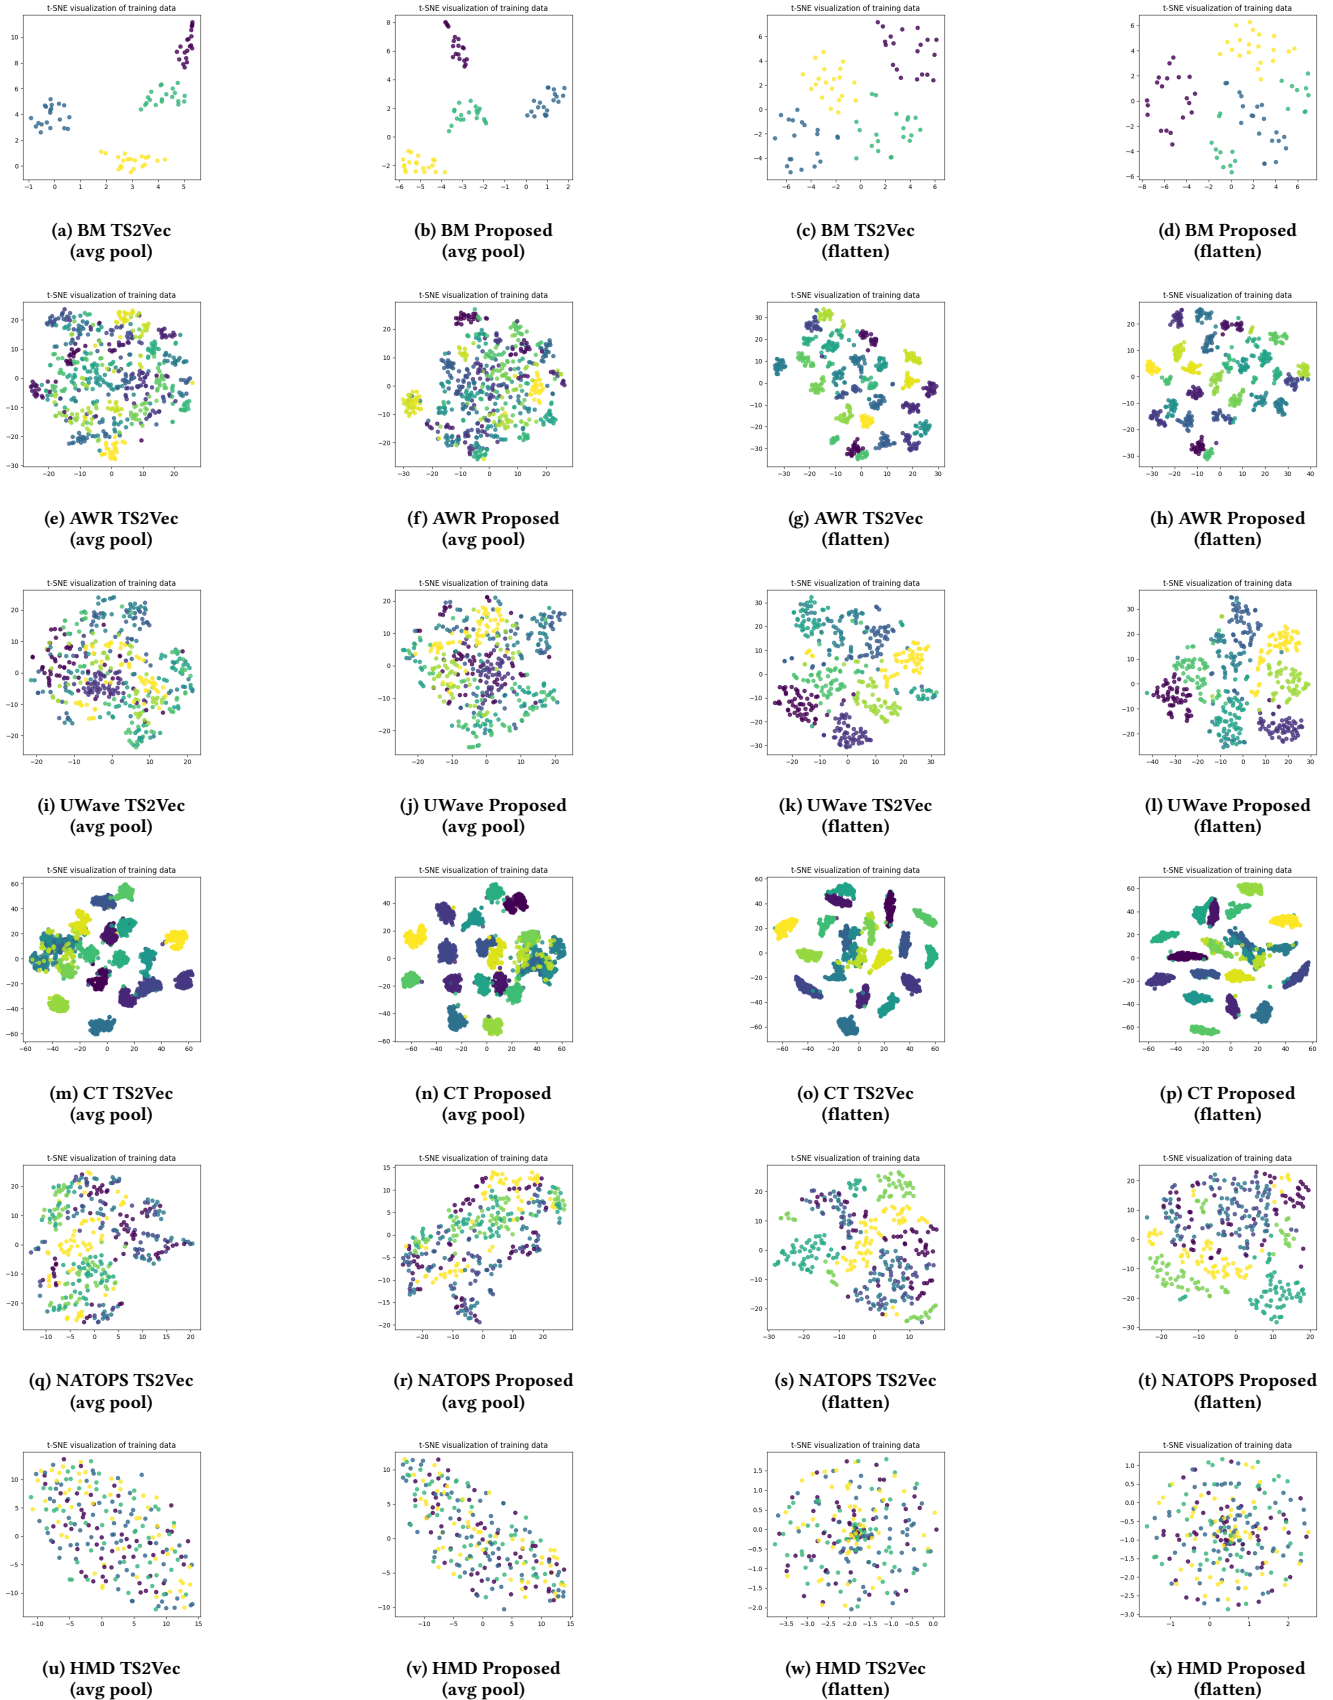 t-SNE visualization of training data
t-SNE visualization of training data
t-SNE visualization of training data
t-SNE visualization of training data
(a) BM TS2Vec
(avg pool)
(b) BM Proposed
(avg pool)
(c) BM TS2Vec
(flatten)
(d) BM Proposed
(flatten)
t-SNE visualization of training data
t-SNE visualization of training data
t-SNE visualization of training data
t-SNE visualization of training data
(e) AWR TS2Vec
(avg pool)
(f) AWR Proposed
(avg pool)
(g) AWR TS2Vec
(flatten)
(h) AWR Proposed
(flatten)
t-SNE visualization of training data
t-SNE visualization of training data
t-SNE visualization of training data
t-SNE visualization of training data
(i) UWave TS2Vec
(avg pool)
(j) UWave Proposed
(avg pool)
(k) UWave TS2Vec
(flatten)
(l) UWave Proposed
(flatten)
t-SNE visualization of training data
t-SNE visualization of training data
t-SNE visualization of training data
t-SNE visualization of training data
(m) CT TS2Vec
(avg pool)
(n) CT Proposed
(avg pool)
(o) CT TS2Vec
(flatten)
(p) CT Proposed
(flatten)
t-SNE visualization of training data
t-SNE visualization of training data
t-SNE visualization of training data
t-SNE visualization of training data
(q) NATOPS TS2Vec
(avg pool)
(r) NATOPS Proposed
(avg pool)
(s) NATOPS TS2Vec
(flatten)
(t) NATOPS Proposed
(flatten)
t-SNE visualization of training data
t-SNE visualization of training data
t-SNE visualization of training data
t-SNE visualization of training data
(u) HMD TS2Vec
(avg pool)
(v) HMD Proposed
(avg pool)
(w) HMD TS2Vec
(flatten)
(x) HMD Proposed
(flatten)